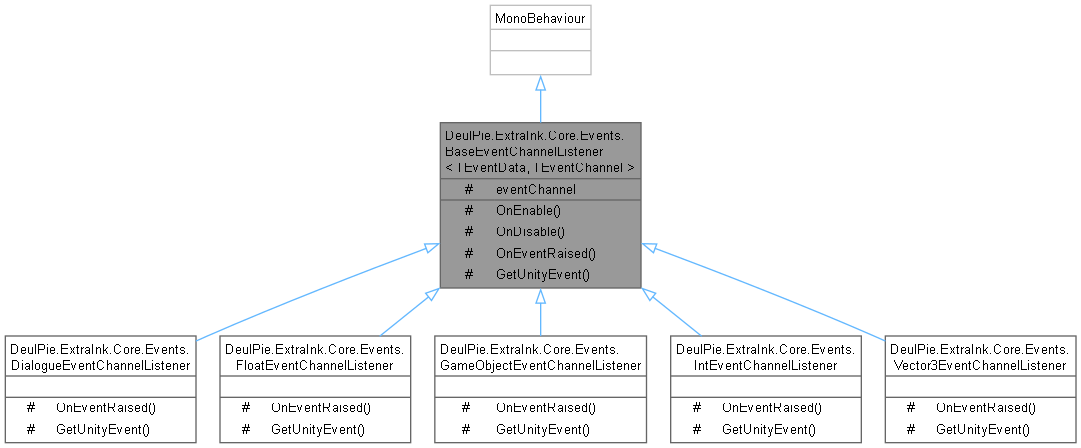 MonoBehaviour
DeulPie.ExtraInk.Core.Events.
BaseEventChannelListener
< TEventData, TEventChannel >
# eventChannel
# OnEnable()
# OnDisable()
# OnEventRaised()
# GetUnityEvent()
DeulPie.ExtraInk.Core.Events.
DialogueEventChannelListener
# OnEventRaised()
# GetUnityEvent()
DeulPie.ExtraInk.Core.Events.
FloatEventChannelListener
# OnEventRaised()
# GetUnityEvent()
DeulPie.ExtraInk.Core.Events.
GameObjectEventChannelListener
# OnEventRaised()
# GetUnityEvent()
DeulPie.ExtraInk.Core.Events.
IntEventChannelListener
# OnEventRaised()
# GetUnityEvent()
DeulPie.ExtraInk.Core.Events.
Vector3EventChannelListener
# OnEventRaised()
# GetUnityEvent()